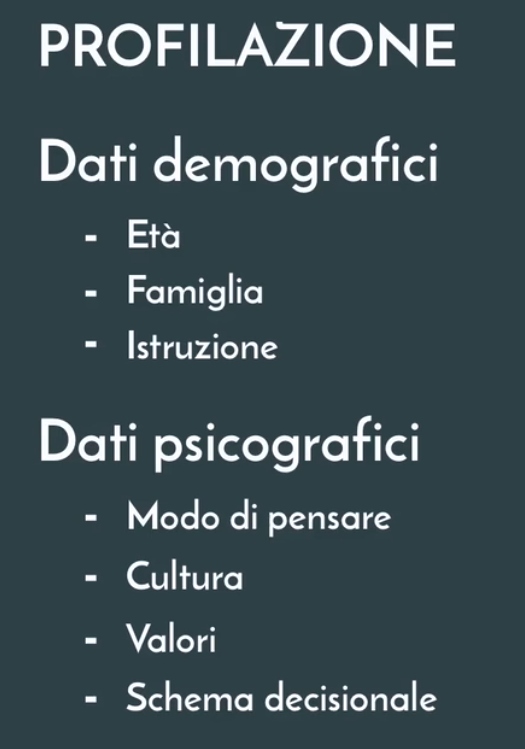 PROFILAZIONE
Dati demografici
- Età
- Famiglia
- Istruzione
Dati psicografici
- Modo di pensare
- Cultura
- Valori
- Schema decisionale